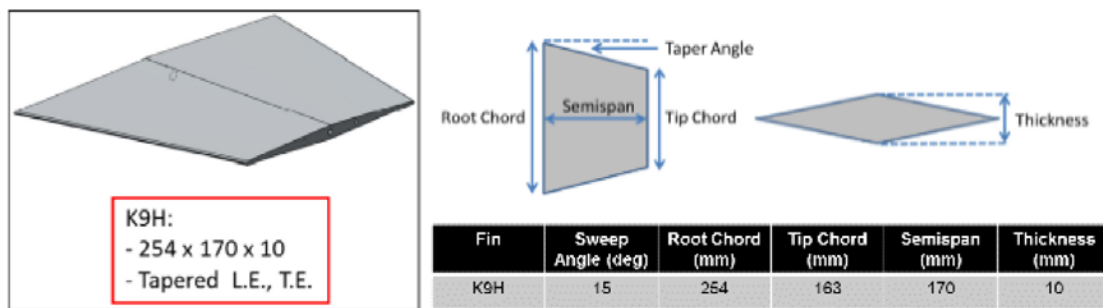 K9H:
- 254 x 170 x 10
- Tapered L.E., T.E.
Taper Angle
Root Chord
Semispan
Tip Chord
Thickness
Fin Sweep Angle (deg) Root Chord (mm) Tip Chord (mm) Semispan (mm) Thickness (mm)
K9H 15 254 163 170 10